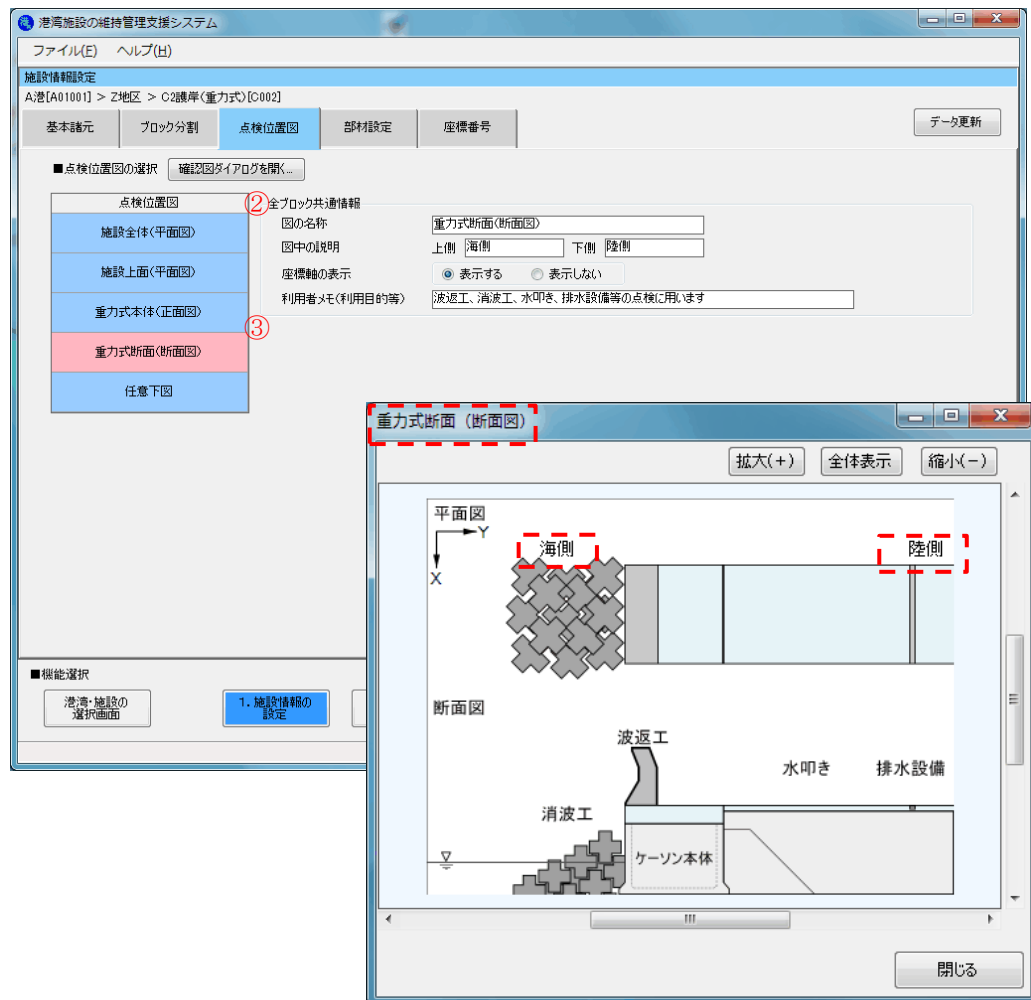 港湾施設の維持管理支援システム
ファイル(F) ヘルプ(H)
施設情報設定
A港[A01001] > Z地区 > C2護岸(重力式)[C002]
基本諸元 ブロック分割 点検位置図 部材設定 座標番号 データ更新
■点検位置図の選択 確認図ダイアログを開く...
点検位置図
施設全体(平面図)
施設上面(平面図)
重力式本体(正面図)
重力式断面(断面図)
任意下図
②
③
全ブロック共通情報
図の名称 重力式断面(断面図)
図中の説明 上側 海側 下側 陸側
座標軸の表示 表示する 表示しない
利用者メモ(利用目的等) 波返工、消波工、水叩き、排水設備等の点検に用います
■機能選択
港湾・施設の
選択画面
1. 施設情報の
設定
重力式断面（断面図）
拡大(+) 全体表示 縮小(-)
平面図
Y
X
海側 陸側
断面図
波返工
水叩き 排水設備
消波工
ケーソン本体
閉じる